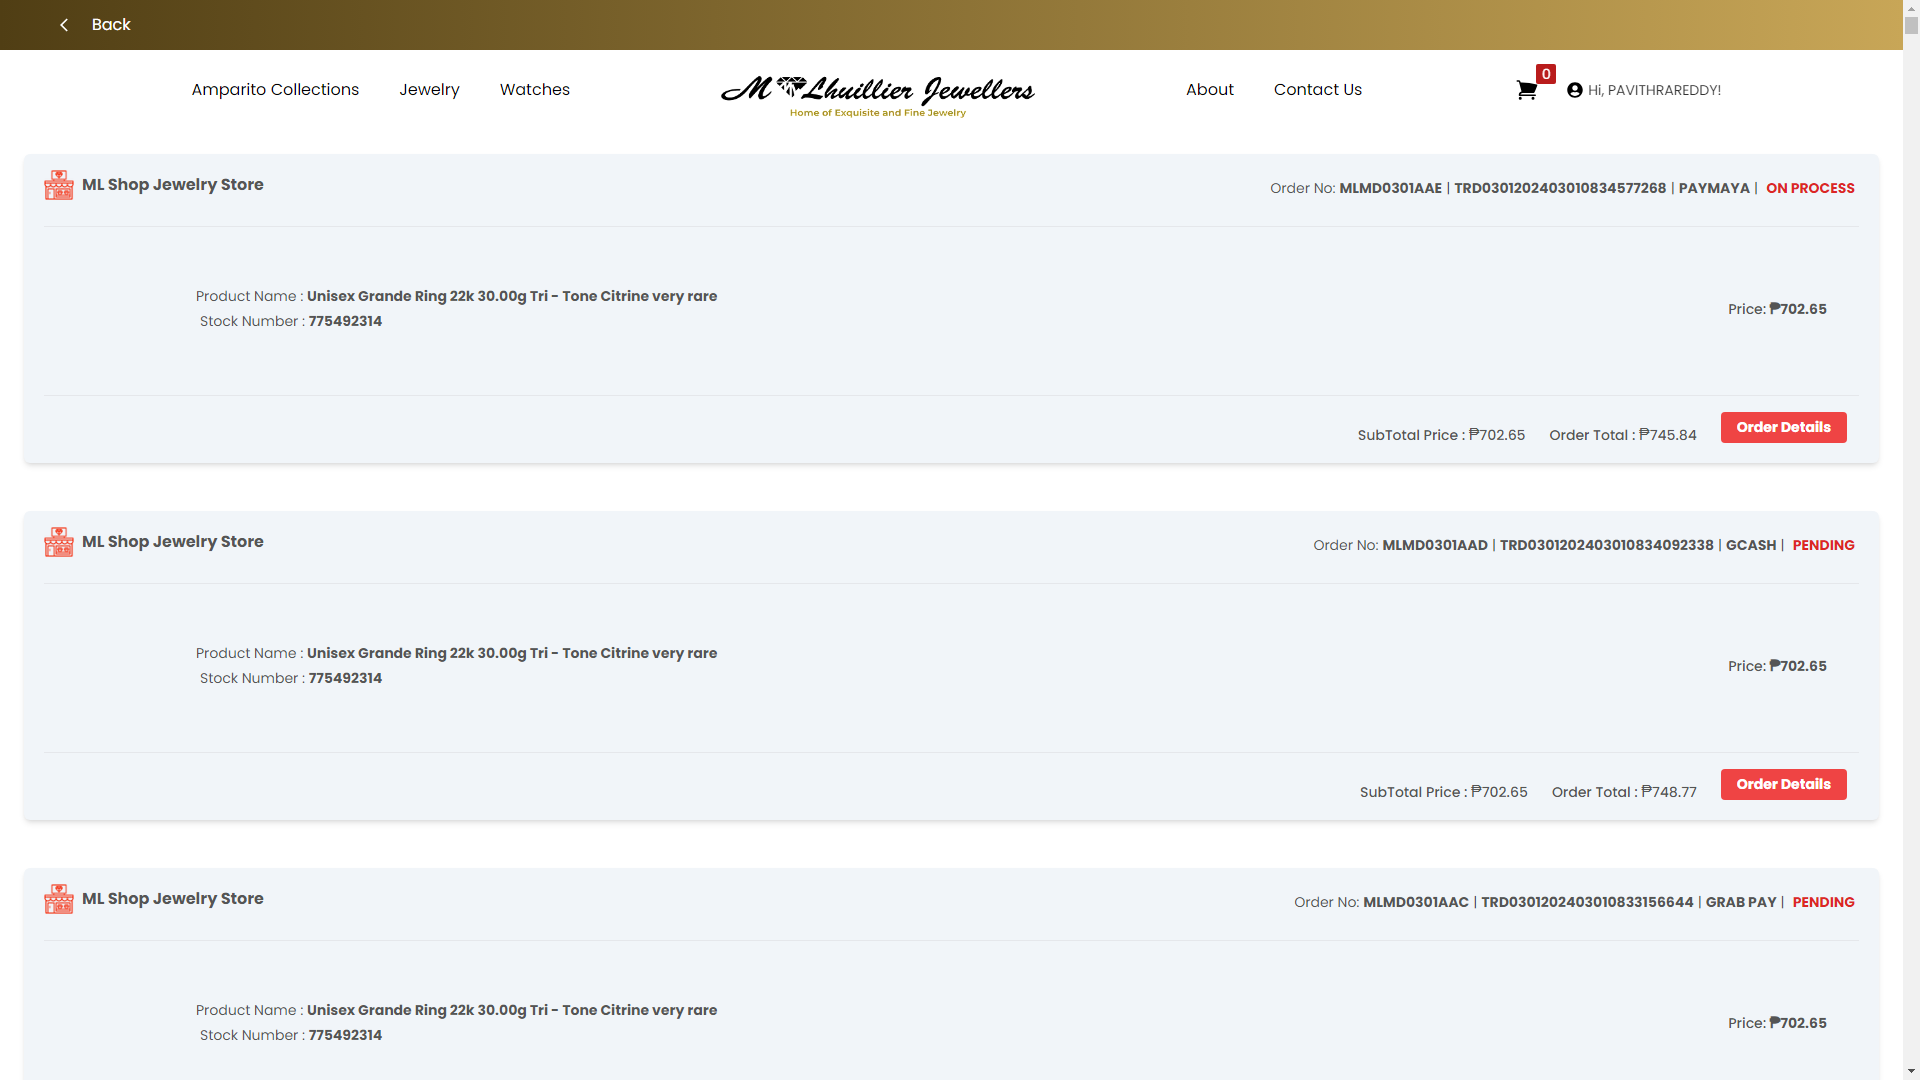 Back
Amparito Collections Jewelry Watches M Lhuillier Jewellers About Contact Us 0 Hi, PAVITHRAREDDY!
Home of Exquisite and Fine Jewelry
ML Shop Jewelry Store Order No: MLMD0301AAE | TRD0301202403010834577268 | PAYMAYA | ON PROCESS
Product Name : Unisex Grande Ring 22k 30.00g Tri - Tone Citrine very rare
Stock Number : 775492314
Price: ₱702.65
SubTotal Price : ₱702.65 Order Total : ₱745.84 Order Details
ML Shop Jewelry Store Order No: MLMD0301AAD | TRD0301202403010834092338 | GCASH | PENDING
Product Name : Unisex Grande Ring 22k 30.00g Tri - Tone Citrine very rare
Stock Number : 775492314
Price: ₱702.65
SubTotal Price : ₱702.65 Order Total : ₱748.77 Order Details
ML Shop Jewelry Store Order No: MLMD0301AAC | TRD0301202403010833156644 | GRAB PAY | PENDING
Product Name : Unisex Grande Ring 22k 30.00g Tri - Tone Citrine very rare
Stock Number : 775492314
Price: ₱702.65